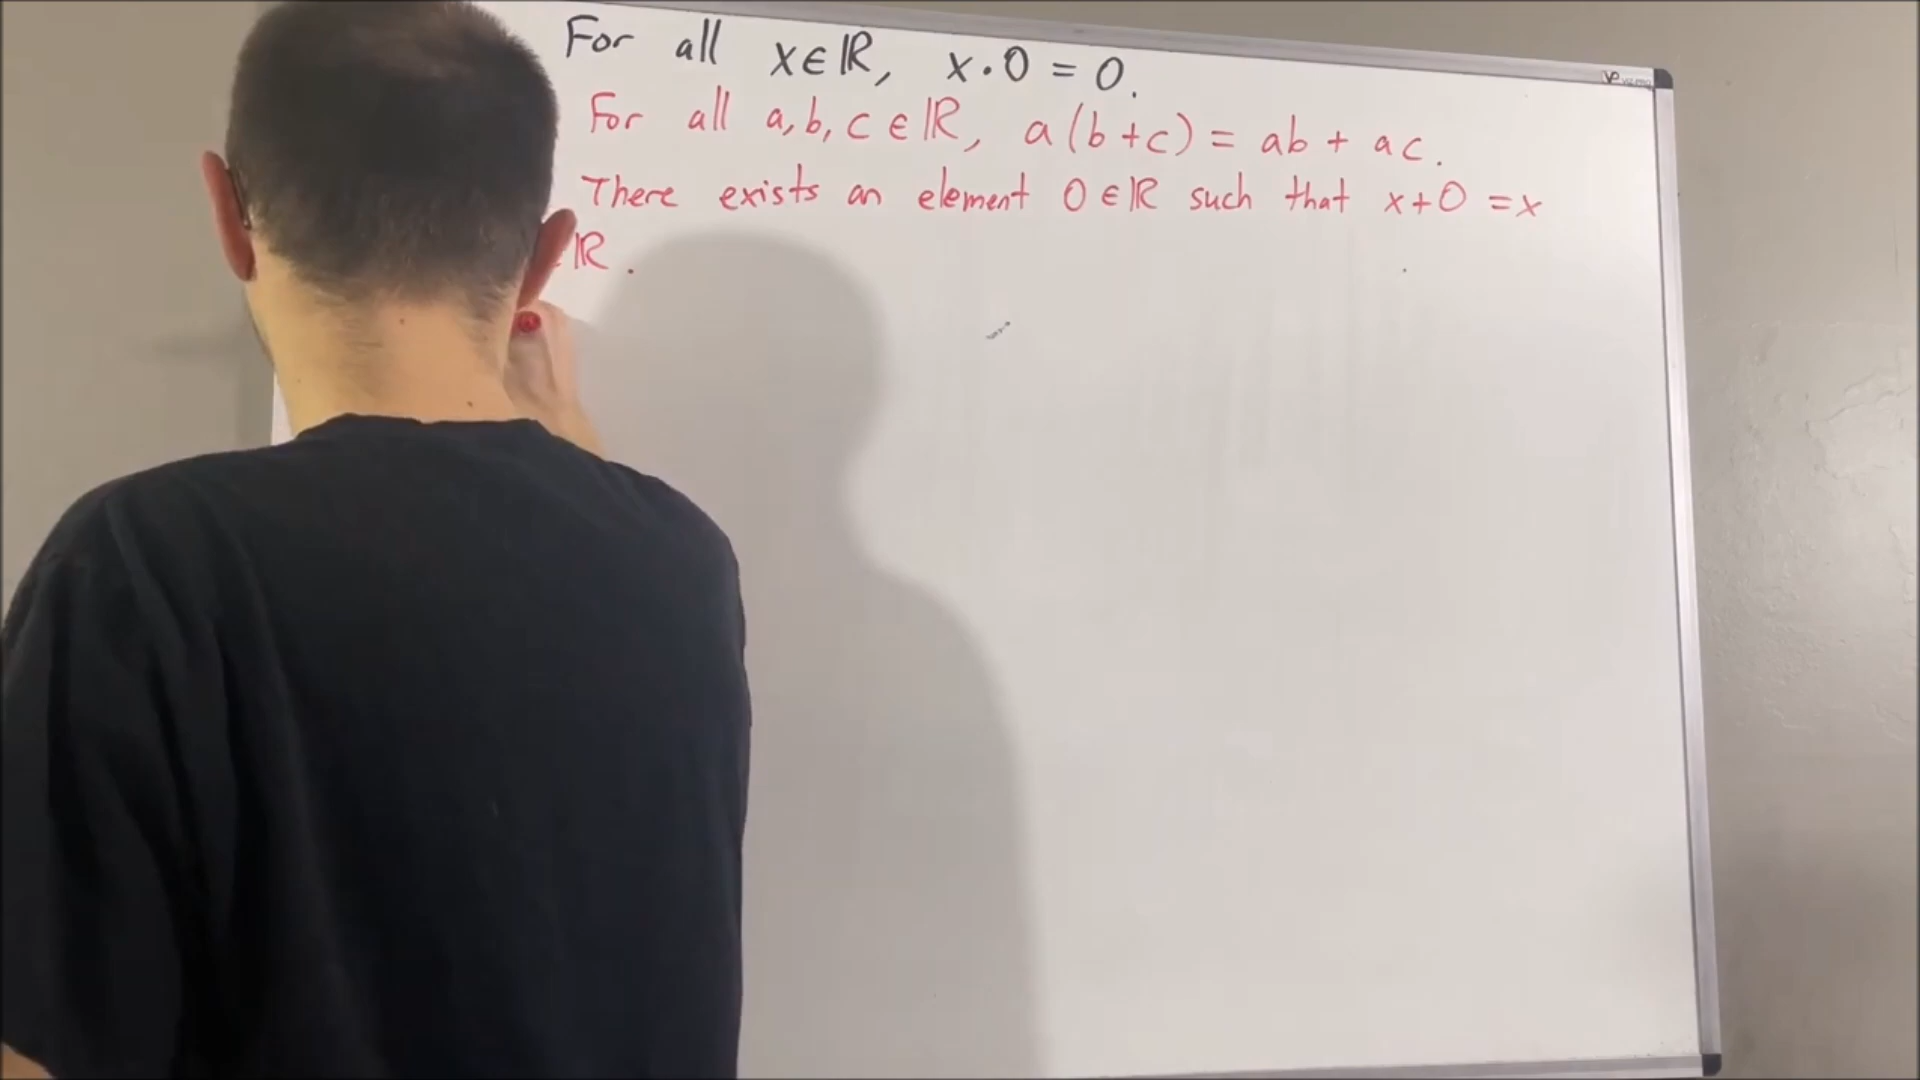 For all x∈ℝ, x·0 = 0.
For all a,b,c ∈ℝ, a(b+c) = ab + ac.
There exists an element 0∈ℝ such that x+0 =x
ℝ.